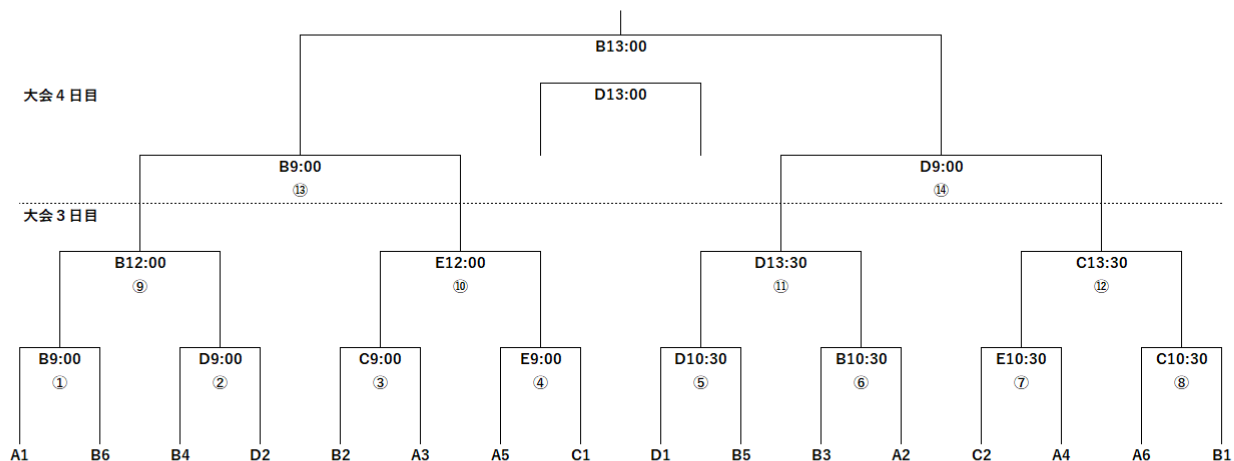 B13:00
大会４日目
D13:00
B9:00 D9:00
⑬ ⑭
大会３日目
B12:00 E12:00 D13:30 C13:30
⑨ ⑩ ⑪ ⑫
B9:00 D9:00 C9:00 E9:00 D10:30 B10:30 E10:30 C10:30
① ② ③ ④ ⑤ ⑥ ⑦ ⑧
A1 B6 B4 D2 B2 A3 A5 C1 D1 B5 B3 A2 C2 A4 A6 B1